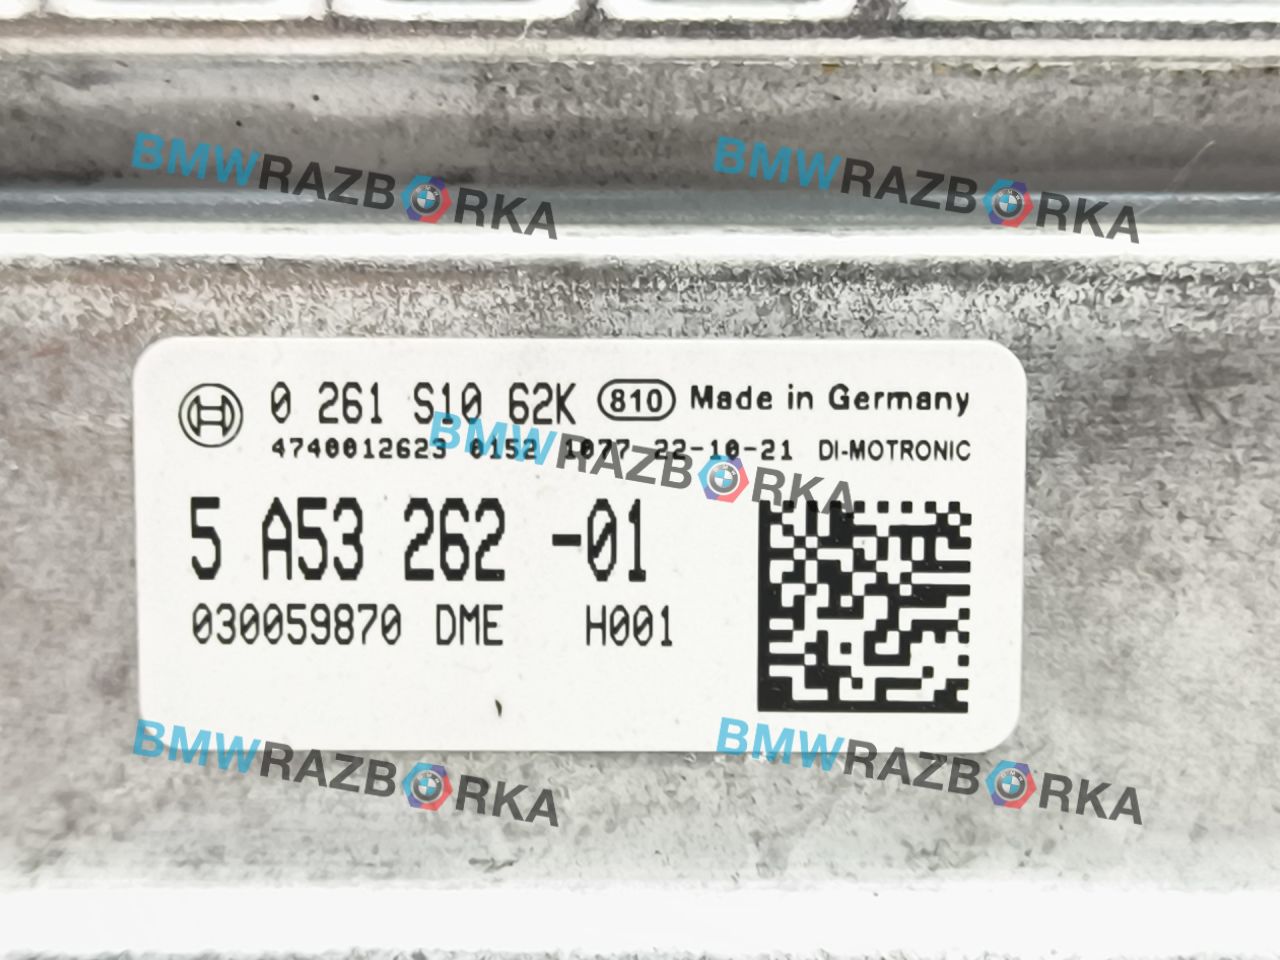 BMWRAZBORKA BMWRAZBORKA
0 261 S10 62K 810 Made in Germany
4740012623 0152 1077 22-10-21 DI-MOTRONIC
BMWRAZBORKA
5 A53 262 -01
030059870 DME H001
BMWRAZBORKA BMWRAZBORKA